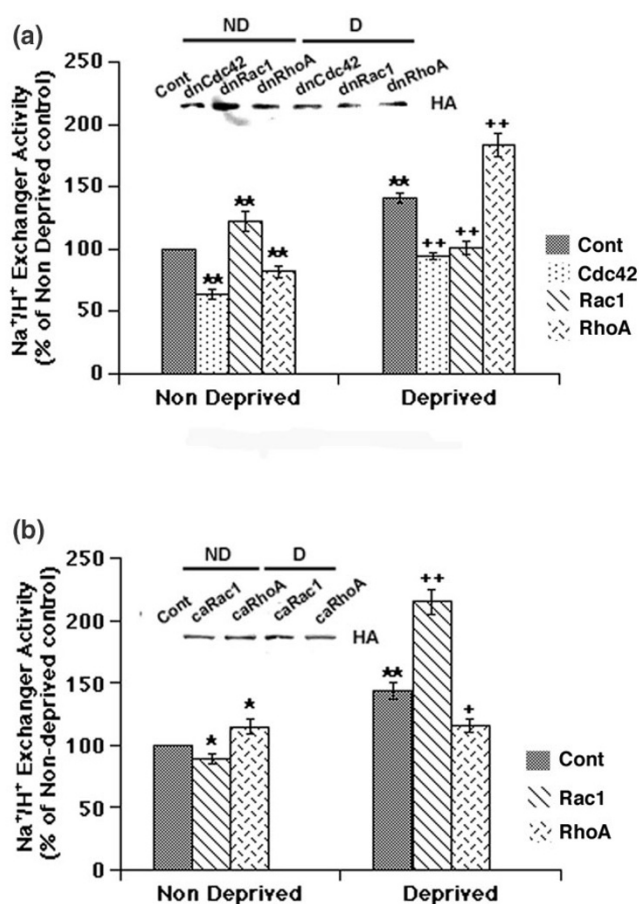 (a)
ND D
Cont dnCdc42 dnRac1 dnRhoA dnCdc42 dnRac1 dnRhoA
HA
Na+/H+ Exchanger Activity
(% of Non Deprived control)
250
200
150
100
50
0
** ** ** ** ++ ++ ++
Cont
Cdc42
Rac1
RhoA
Non Deprived Deprived
(b)
ND D
Cont caRac1 caRhoA caRac1 caRhoA
HA
Na+/H+ Exchanger Activity
(% of Non-deprived control)
250
200
150
100
50
0
* * ** ++ +
Cont
Rac1
RhoA
Non Deprived Deprived